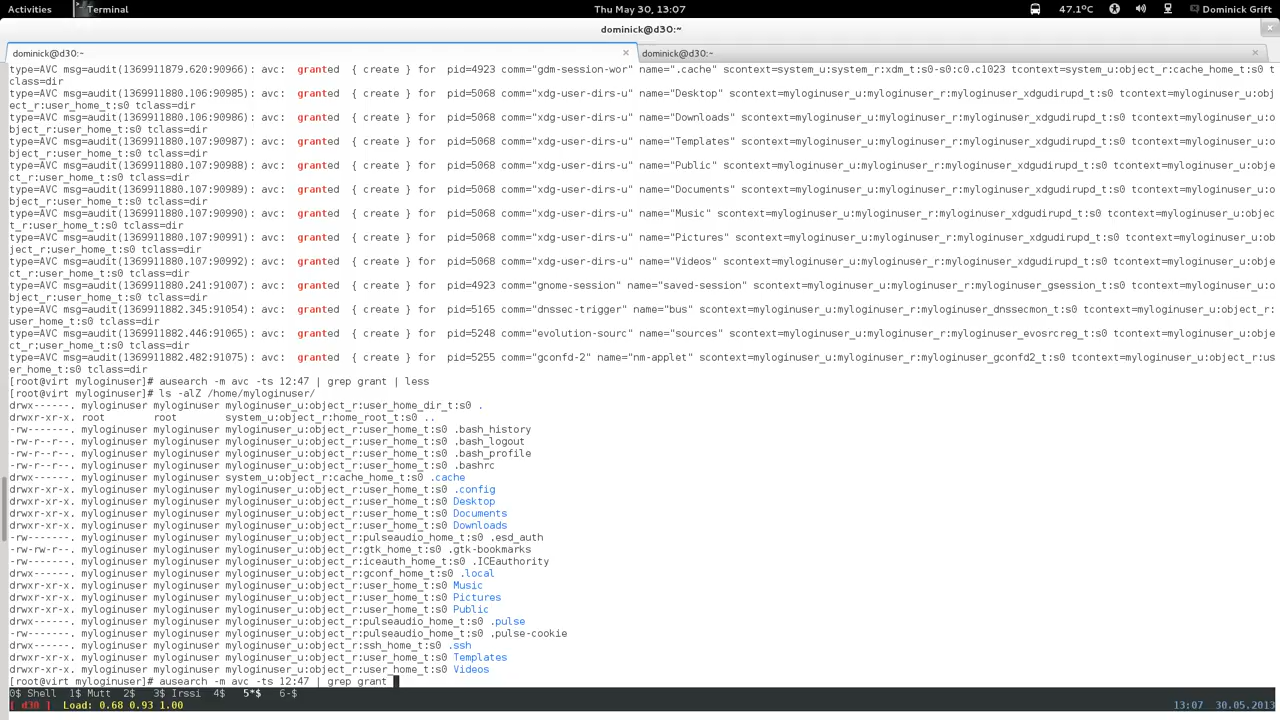 Activities Terminal Thu May 30, 13:07 47.1°C Dominick Grift
dominick@d30:~
dominick@d30:~ × dominick@d30:~ ×
type=AVC msg=audit(1369911879.620:90966): avc:  granted  { create } for  pid=4923 comm="gdm-session-wor" name=".cache" scontext=system_u:system_r:xdm_t:s0-s0:c0.c1023 tcontext=system_u:object_r:cache_home_t:s0 t
class=dir
type=AVC msg=audit(1369911880.106:90985): avc:  granted  { create } for  pid=5068 comm="xdg-user-dirs-u" name="Desktop" scontext=myloginuser_u:myloginuser_r:myloginuser_xdgudirupd_t:s0 tcontext=myloginuser_u:obj
ect_r:user_home_t:s0 tclass=dir
type=AVC msg=audit(1369911880.106:90986): avc:  granted  { create } for  pid=5068 comm="xdg-user-dirs-u" name="Downloads" scontext=myloginuser_u:myloginuser_r:myloginuser_xdgudirupd_t:s0 tcontext=myloginuser_u:o
bject_r:user_home_t:s0 tclass=dir
type=AVC msg=audit(1369911880.107:90987): avc:  granted  { create } for  pid=5068 comm="xdg-user-dirs-u" name="Templates" scontext=myloginuser_u:myloginuser_r:myloginuser_xdgudirupd_t:s0 tcontext=myloginuser_u:o
bject_r:user_home_t:s0 tclass=dir
type=AVC msg=audit(1369911880.107:90988): avc:  granted  { create } for  pid=5068 comm="xdg-user-dirs-u" name="Public" scontext=myloginuser_u:myloginuser_r:myloginuser_xdgudirupd_t:s0 tcontext=myloginuser_u:obje
ct_r:user_home_t:s0 tclass=dir
type=AVC msg=audit(1369911880.107:90989): avc:  granted  { create } for  pid=5068 comm="xdg-user-dirs-u" name="Documents" scontext=myloginuser_u:myloginuser_r:myloginuser_xdgudirupd_t:s0 tcontext=myloginuser_u:o
bject_r:user_home_t:s0 tclass=dir
type=AVC msg=audit(1369911880.107:90990): avc:  granted  { create } for  pid=5068 comm="xdg-user-dirs-u" name="Music" scontext=myloginuser_u:myloginuser_r:myloginuser_xdgudirupd_t:s0 tcontext=myloginuser_u:objec
t_r:user_home_t:s0 tclass=dir
type=AVC msg=audit(1369911880.107:90991): avc:  granted  { create } for  pid=5068 comm="xdg-user-dirs-u" name="Pictures" scontext=myloginuser_u:myloginuser_r:myloginuser_xdgudirupd_t:s0 tcontext=myloginuser_u:ob
ject_r:user_home_t:s0 tclass=dir
type=AVC msg=audit(1369911880.107:90992): avc:  granted  { create } for  pid=5068 comm="xdg-user-dirs-u" name="Videos" scontext=myloginuser_u:myloginuser_r:myloginuser_xdgudirupd_t:s0 tcontext=myloginuser_u:obje
ct_r:user_home_t:s0 tclass=dir
type=AVC msg=audit(1369911880.241:91007): avc:  granted  { create } for  pid=4923 comm="gnome-session" name="saved-session" scontext=myloginuser_u:myloginuser_r:myloginuser_gsession_t:s0 tcontext=myloginuser_u:o
bject_r:user_home_t:s0 tclass=dir
type=AVC msg=audit(1369911882.345:91054): avc:  granted  { create } for  pid=5165 comm="dnssec-trigger" name="bus" scontext=myloginuser_u:myloginuser_r:myloginuser_dnssecmon_t:s0 tcontext=myloginuser_u:object_r:
user_home_t:s0 tclass=dir
type=AVC msg=audit(1369911882.446:91065): avc:  granted  { create } for  pid=5248 comm="evolution-sourc" name="sources" scontext=myloginuser_u:myloginuser_r:myloginuser_evosrcreg_t:s0 tcontext=myloginuser_u:obje
ct_r:user_home_t:s0 tclass=dir
type=AVC msg=audit(1369911882.482:91075): avc:  granted  { create } for  pid=5255 comm="gconfd-2" name="nm-applet" scontext=myloginuser_u:myloginuser_r:myloginuser_gconfd2_t:s0 tcontext=myloginuser_u:object_r:us
er_home_t:s0 tclass=dir
[root@virt myloginuser]# ausearch -m avc -ts 12:47 | grep grant | less
[root@virt myloginuser]# ls -alZ /home/myloginuser/
drwx------. myloginuser myloginuser myloginuser_u:object_r:user_home_dir_t:s0 .
drwxr-xr-x. root        root        system_u:object_r:home_root_t:s0 ..
-rw-------. myloginuser myloginuser myloginuser_u:object_r:user_home_t:s0 .bash_history
-rw-r--r--. myloginuser myloginuser myloginuser_u:object_r:user_home_t:s0 .bash_logout
-rw-r--r--. myloginuser myloginuser myloginuser_u:object_r:user_home_t:s0 .bash_profile
-rw-r--r--. myloginuser myloginuser myloginuser_u:object_r:user_home_t:s0 .bashrc
drwx------. myloginuser myloginuser system_u:object_r:cache_home_t:s0 .cache
drwxr-xr-x. myloginuser myloginuser myloginuser_u:object_r:user_home_t:s0 .config
drwxr-xr-x. myloginuser myloginuser myloginuser_u:object_r:user_home_t:s0 Desktop
drwxr-xr-x. myloginuser myloginuser myloginuser_u:object_r:user_home_t:s0 Documents
drwxr-xr-x. myloginuser myloginuser myloginuser_u:object_r:user_home_t:s0 Downloads
-rw-------. myloginuser myloginuser myloginuser_u:object_r:pulseaudio_home_t:s0 .esd_auth
-rw-rw-r--. myloginuser myloginuser myloginuser_u:object_r:gtk_home_t:s0 .gtk-bookmarks
-rw-------. myloginuser myloginuser myloginuser_u:object_r:iceauth_home_t:s0 .ICEauthority
drwx------. myloginuser myloginuser myloginuser_u:object_r:gconf_home_t:s0 .local
drwxr-xr-x. myloginuser myloginuser myloginuser_u:object_r:user_home_t:s0 Music
drwxr-xr-x. myloginuser myloginuser myloginuser_u:object_r:user_home_t:s0 Pictures
drwxr-xr-x. myloginuser myloginuser myloginuser_u:object_r:user_home_t:s0 Public
drwx------. myloginuser myloginuser myloginuser_u:object_r:pulseaudio_home_t:s0 .pulse
-rw-------. myloginuser myloginuser myloginuser_u:object_r:pulseaudio_home_t:s0 .pulse-cookie
drwx------. myloginuser myloginuser myloginuser_u:object_r:ssh_home_t:s0 .ssh
drwxr-xr-x. myloginuser myloginuser myloginuser_u:object_r:user_home_t:s0 Templates
drwxr-xr-x. myloginuser myloginuser myloginuser_u:object_r:user_home_t:s0 Videos
[root@virt myloginuser]# ausearch -m avc -ts 12:47 | grep grant
0$ Shell  1$ Mutt  2$  3$ Irssi  4$   5*$   6-$
[ d30 ]  Load: 0.68 0.93 1.00 13:07  30.05.2013